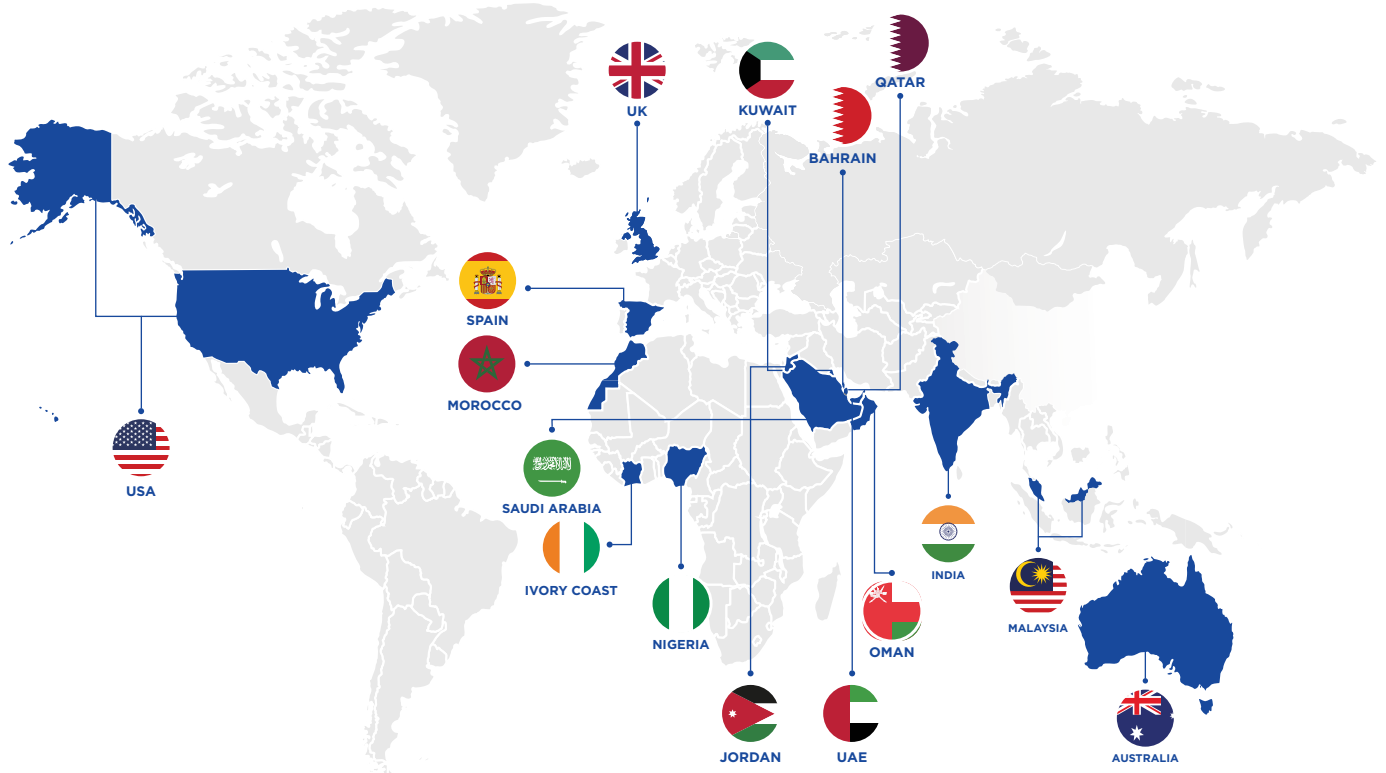 QATAR
UK
KUWAIT
BAHRAIN
SPAIN
MOROCCO
USA
SAUDI ARABIA
IVORY COAST
INDIA
NIGERIA
MALAYSIA
OMAN
JORDAN
UAE
AUSTRALIA